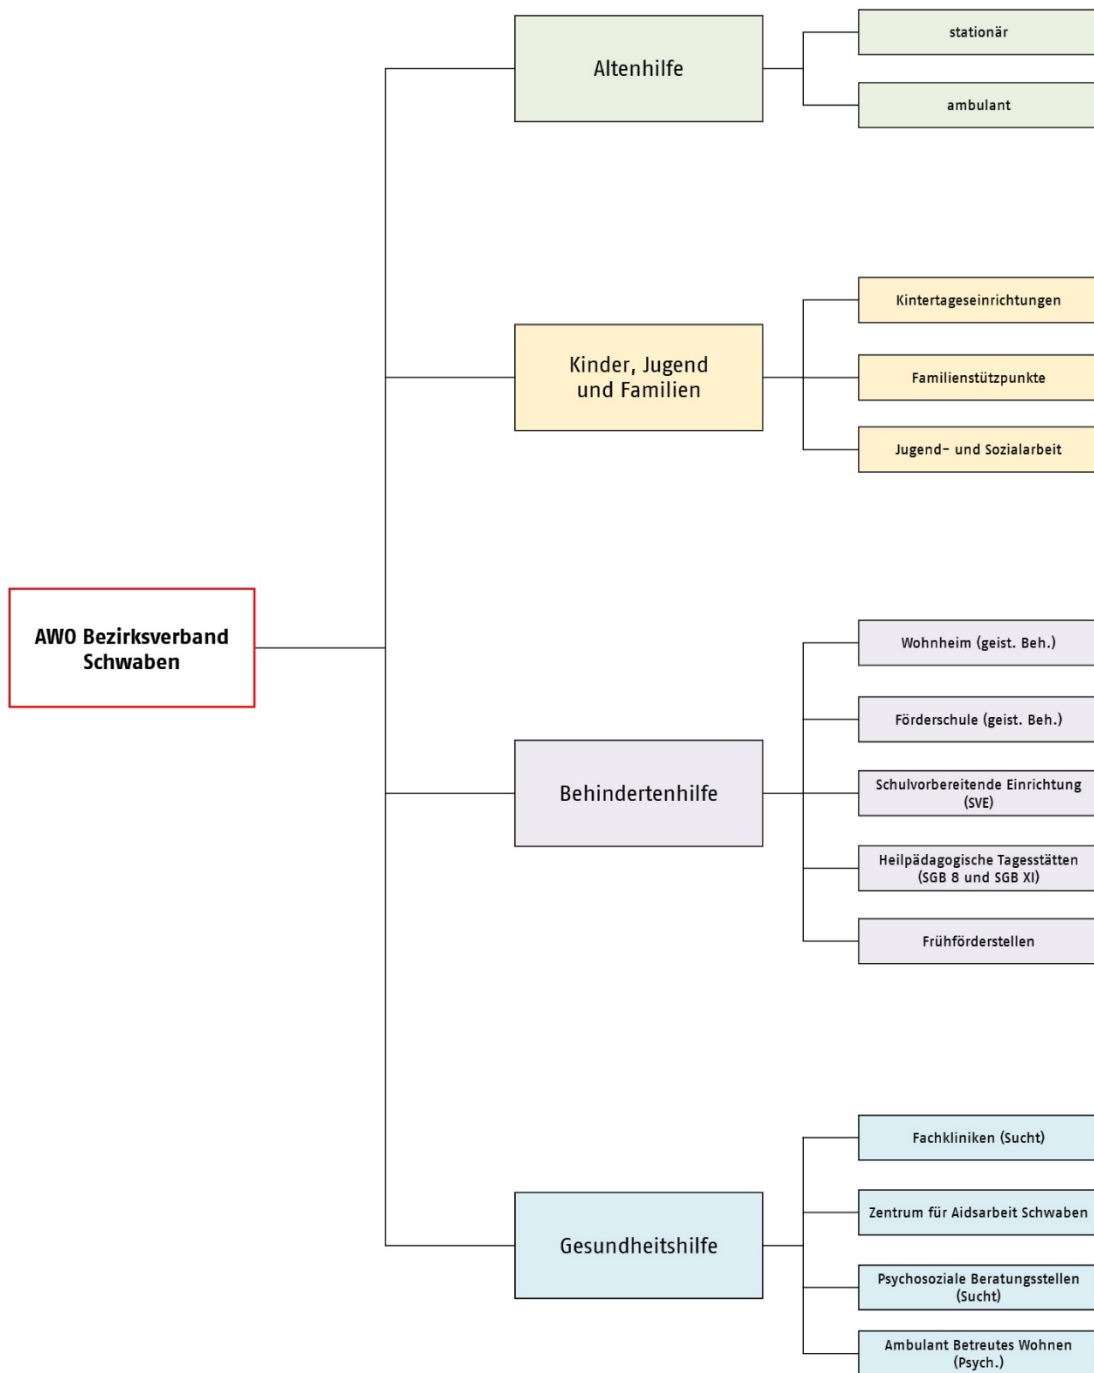 AWO Bezirksverband
Schwaben
Altenhilfe
stationär
ambulant
Kinder, Jugend
und Familien
Kintertageseinrichtungen
Familienstützpunkte
Jugend- und Sozialarbeit
Behindertenhilfe
Wohnheim (geist. Beh.)
Förderschule (geist. Beh.)
Schulvorbereitende Einrichtung
(SVE)
Heilpädagogische Tagesstätten
(SGB 8 und SGB XI)
Frühförderstellen
Gesundheitshilfe
Fachkliniken (Sucht)
Zentrum für Aidsarbeit Schwaben
Psychosoziale Beratungsstellen
(Sucht)
Ambulant Betreutes Wohnen
(Psych.)